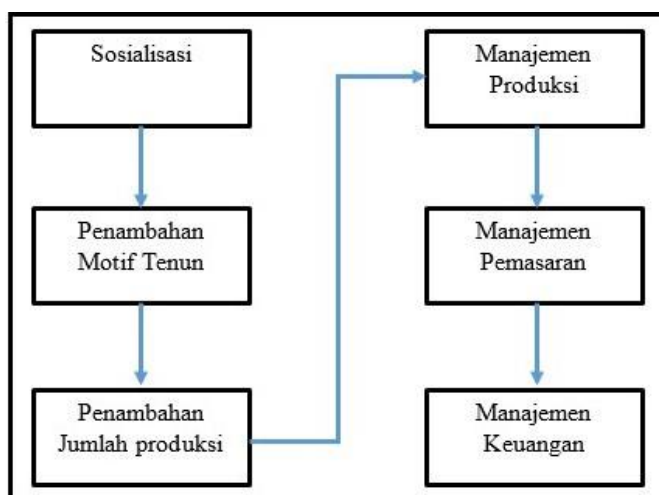 Sosialisasi
Penambahan
Motif Tenun
Penambahan
Jumlah produksi
Manajemen
Produksi
Manajemen
Pemasaran
Manajemen
Keuangan